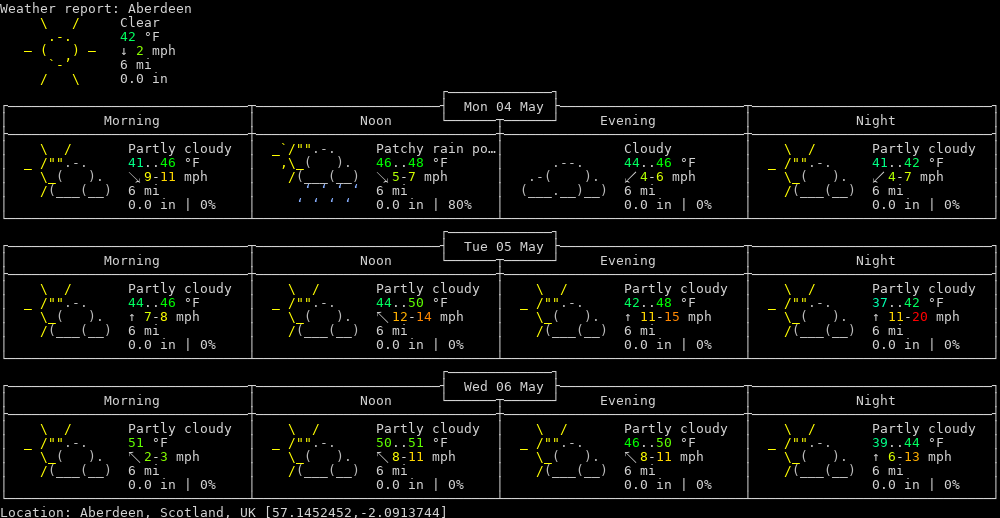 Weather report: Aberdeen
Clear
42 °F
↓ 2 mph
6 mi
0.0 in
Mon 04 May
Morning Noon Evening Night
Partly cloudy Patchy rain po… Cloudy Partly cloudy
41..46 °F 46..48 °F 44..46 °F 41..42 °F
↘ 9-11 mph ↘ 5-7 mph ↙ 4-6 mph ↙ 4-7 mph
6 mi 6 mi 6 mi 6 mi
0.0 in | 0% 0.0 in | 80% 0.0 in | 0% 0.0 in | 0%
Tue 05 May
Morning Noon Evening Night
Partly cloudy Partly cloudy Partly cloudy Partly cloudy
44..46 °F 44..50 °F 42..48 °F 37..42 °F
↑ 7-8 mph ↖ 12-14 mph ↑ 11-15 mph ↑ 11-20 mph
6 mi 6 mi 6 mi 6 mi
0.0 in | 0% 0.0 in | 0% 0.0 in | 0% 0.0 in | 0%
Wed 06 May
Morning Noon Evening Night
Partly cloudy Partly cloudy Partly cloudy Partly cloudy
51 °F 50..51 °F 46..50 °F 39..44 °F
↖ 2-3 mph ↖ 8-11 mph ↖ 8-11 mph ↑ 6-13 mph
6 mi 6 mi 6 mi 6 mi
0.0 in | 0% 0.0 in | 0% 0.0 in | 0% 0.0 in | 0%
Location: Aberdeen, Scotland, UK [57.1452452,-2.0913744]